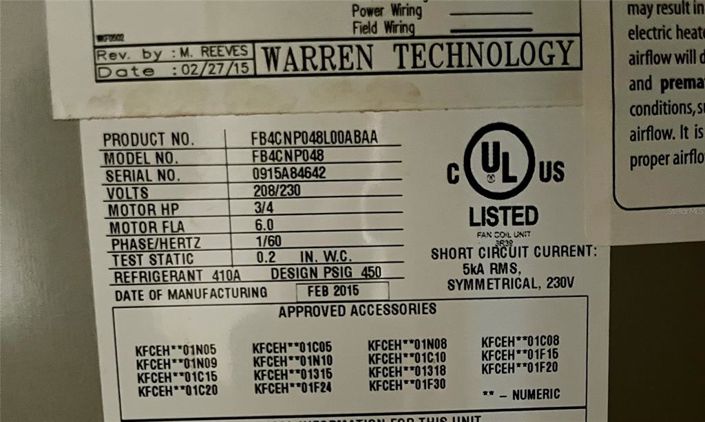 Power Wiring
Field Wiring
Rev. by : M. REEVES
Date : 02/27/15
WARREN TECHNOLOGY
may result in
electric heat
airflow will d
and prema
conditions, s
airflow. It is
proper airflo
PRODUCT NO. FB4CNP048L00ABAA
MODEL NO. FB4CNP048
SERIAL NO. 0915A84642
VOLTS 208/230
MOTOR HP 3/4
MOTOR FLA 6.0
PHASE/HERTZ 1/60
TEST STATIC 0.2 IN. W.C.
REFRIGERANT 410A DESIGN PSIG 450
DATE OF MANUFACTURING FEB 2015
C UL US
LISTED
FAN COIL UNIT
SHORT CIRCUIT CURRENT:
5kA RMS,
SYMMETRICAL, 230V
APPROVED ACCESSORIES
KFCEH**01N05 KFCEH**01C05 KFCEH**01N08 KFCEH**01C08
KFCEH**01N09 KFCEH**01N10 KFCEH**01C10 KFCEH**01F15
KFCEH**01C15 KFCEH**01315 KFCEH**01318 KFCEH**01F20
KFCEH**01C20 KFCEH**01F24 KFCEH**01F30
** - NUMERIC
INFORMATION FOR THIS UNIT